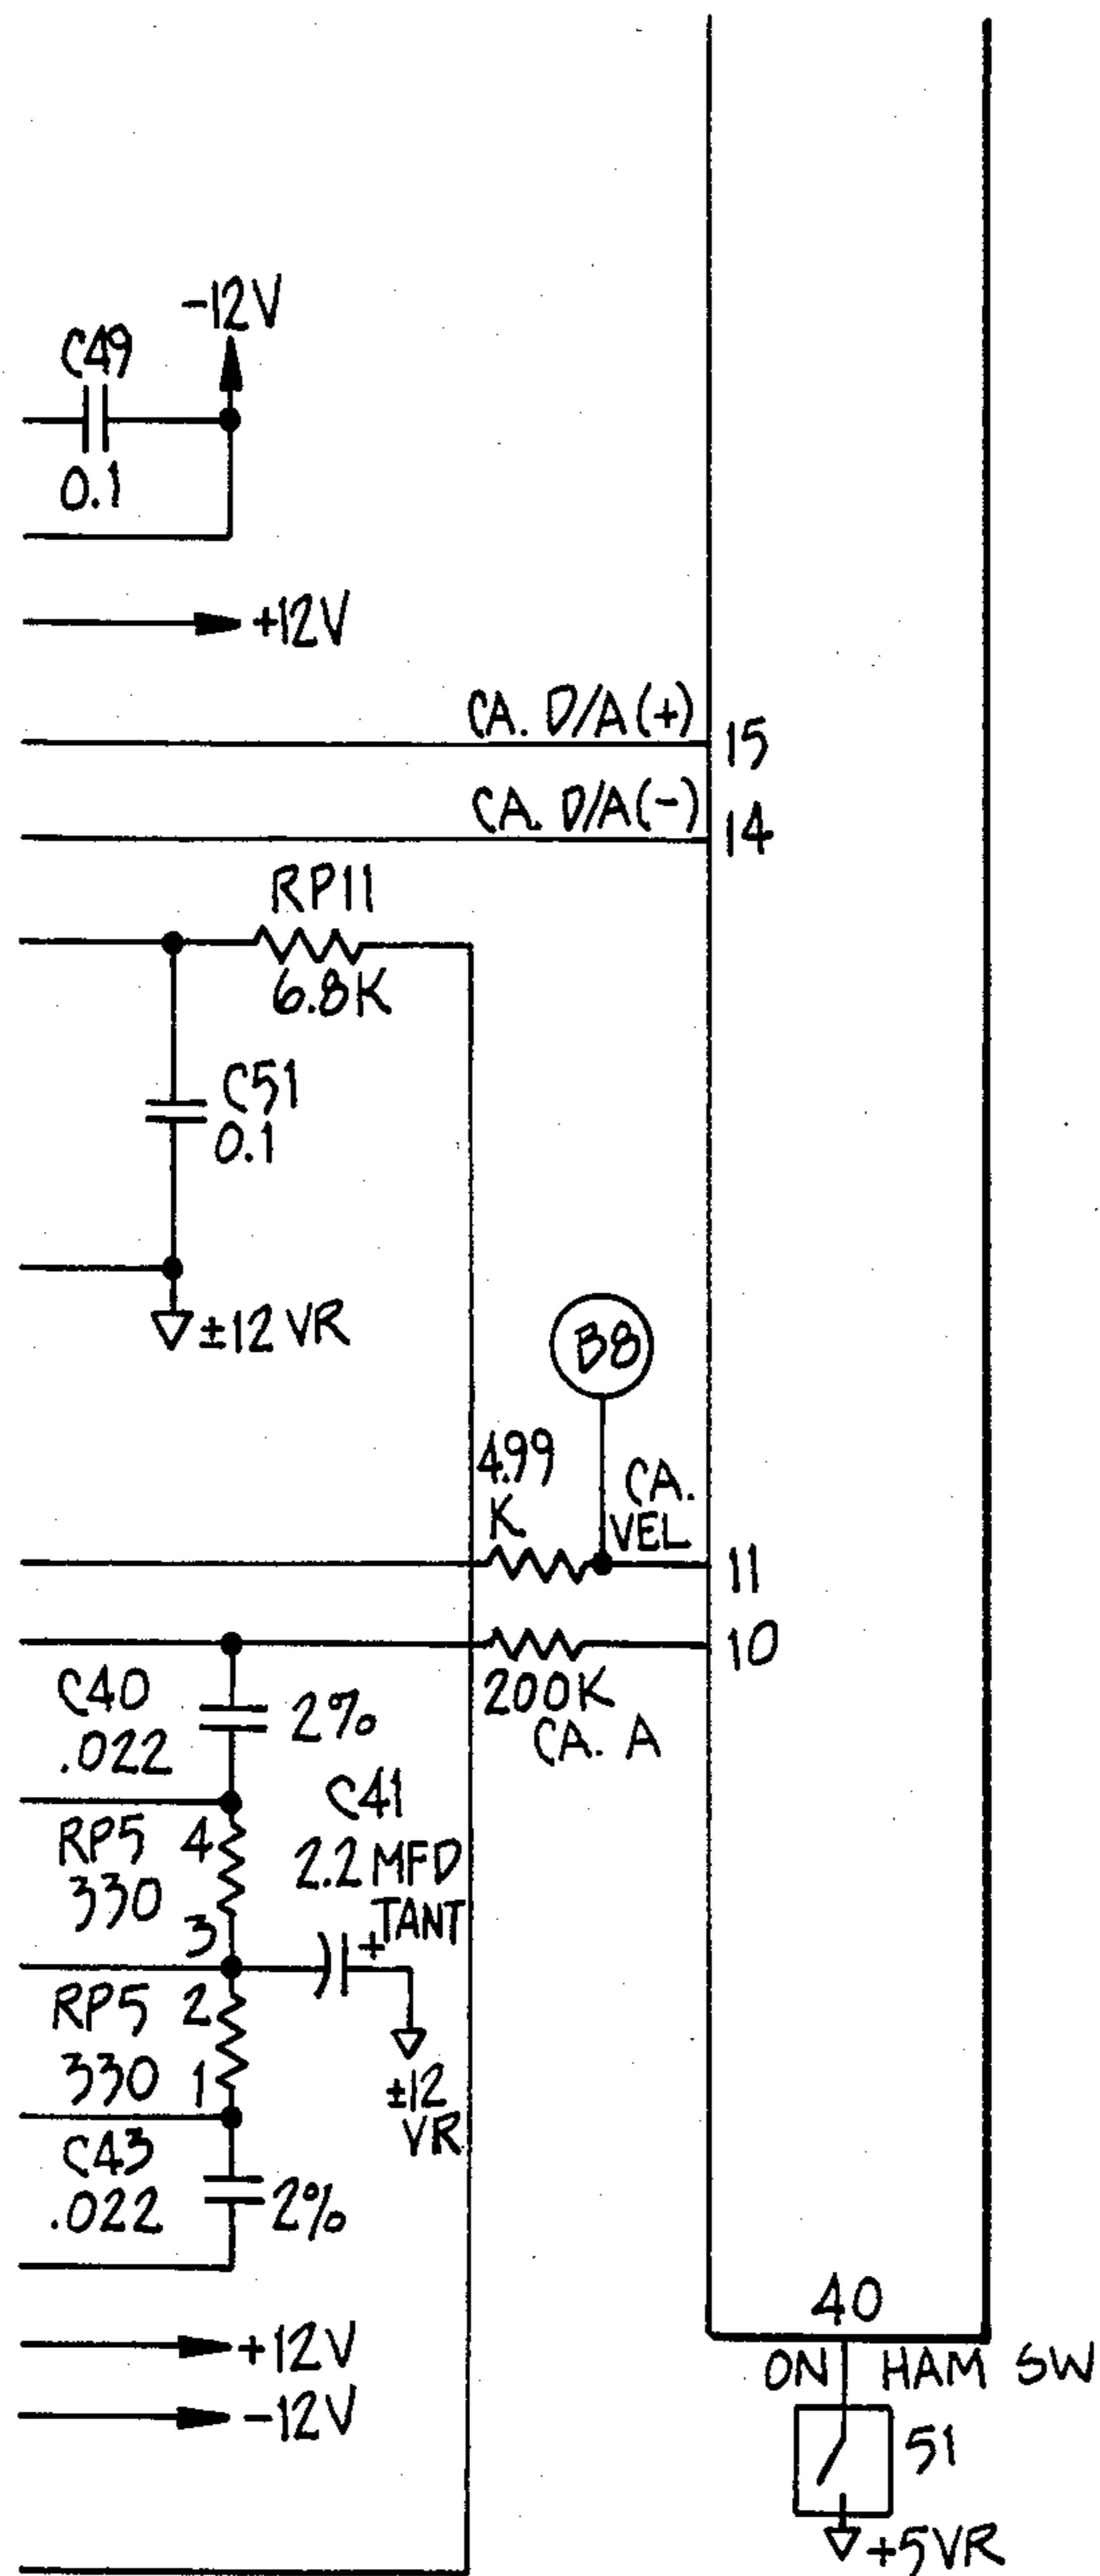 -12V
C49
0.1
+12V
CA. D/A(+)
15
CA. D/A(-)
14
RP11
6.8K
C51
0.1
±12 VR
B8
4.99
K
CA.
VEL
11
10
200K
CA. A
C40
.022
2%
C41
2.2 MFD
TANT
+
RP5 4
330
3
RP5 2
330 1
±12
VR
C43
.022
2%
+12V
-12V
40
ON HAM SW
51
+5VR